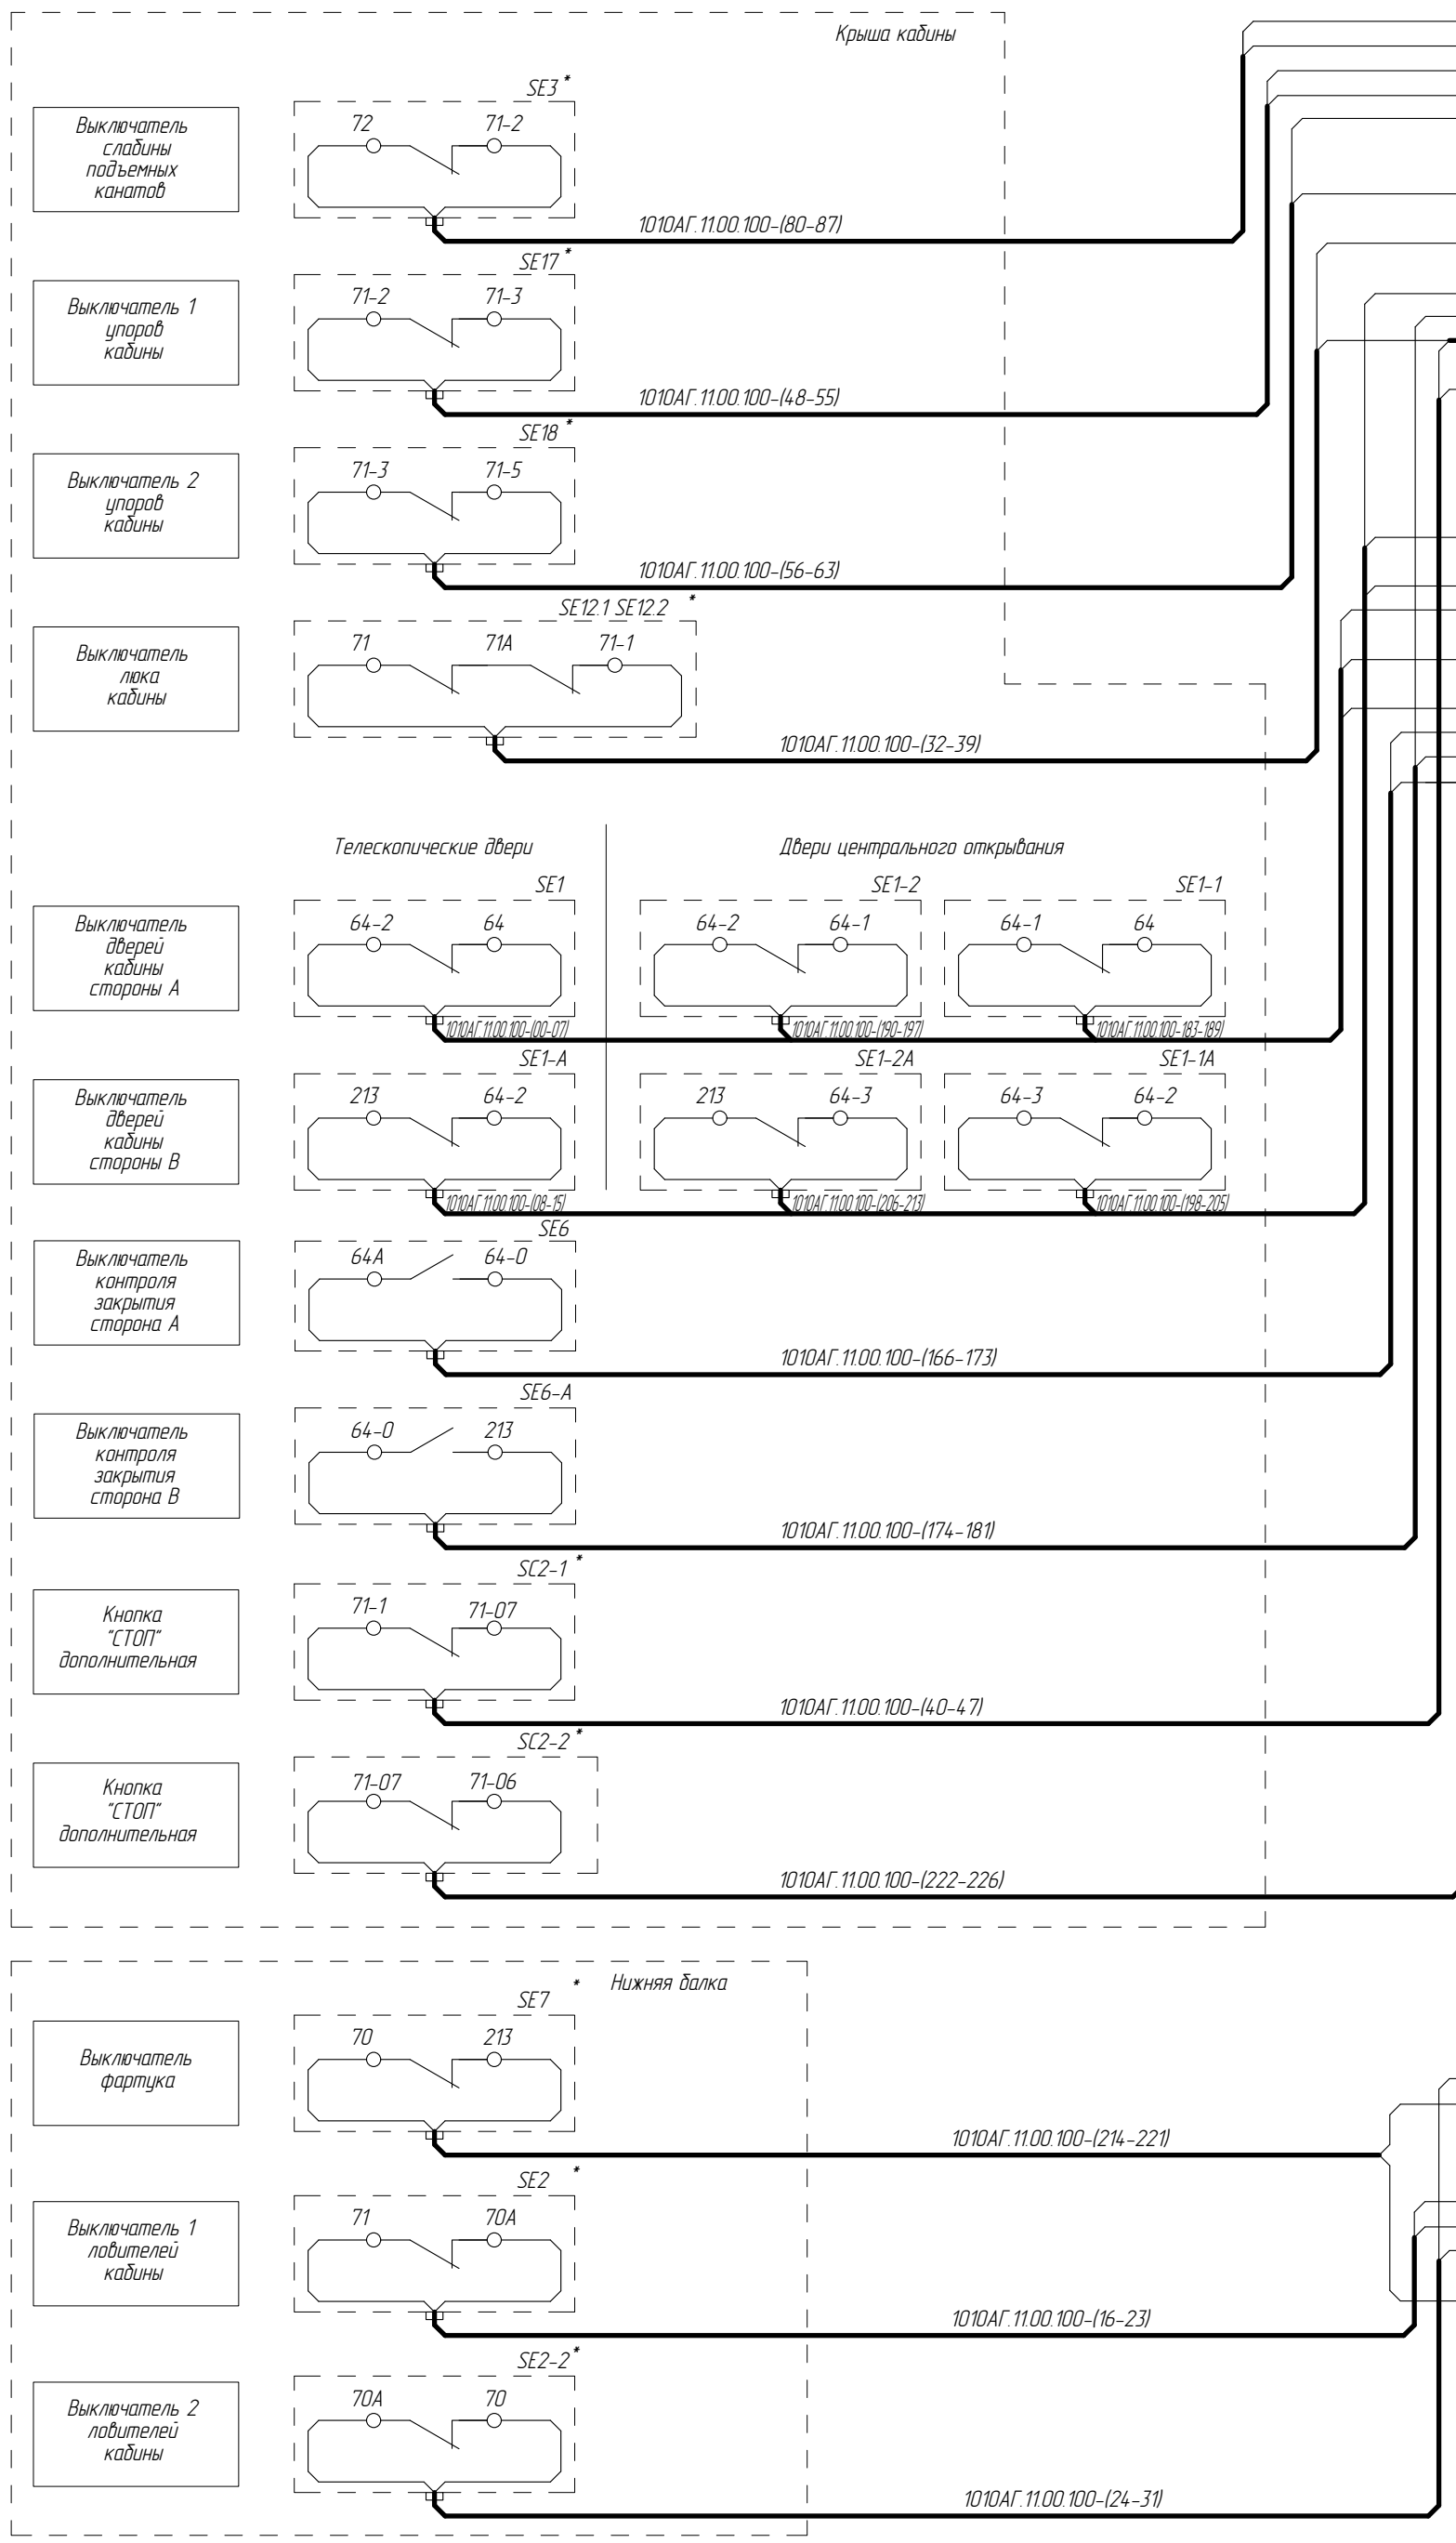 Крыша кабины
SE3 *
Выключатель
слабины
подъемных
канатов
72 71-2
1010АГ.11.00.100-(80-87)
SE17 *
Выключатель 1
упоров
кабины
71-2 71-3
1010АГ.11.00.100-(48-55)
SE18 *
Выключатель 2
упоров
кабины
71-3 71-5
1010АГ.11.00.100-(56-63)
SE12.1 SE12.2 *
Выключатель
люка
кабины
71 71А 71-1
1010АГ.11.00.100-(32-39)
Телескопические двери
Двери центрального открывания
SE1 SE1-2 SE1-1
Выключатель
дверей
кабины
стороны А
64-2 64 64-2 64-1 64-1 64
1010АГ.11.00.100-(00-07) 1010АГ.11.00.100-(190-197) 1010АГ.11.00.100-183-189)
SE1-A SE1-2A SE1-1A
Выключатель
дверей
кабины
стороны В
213 64-2 213 64-3 64-3 64-2
1010АГ.11.00.100-(08-15) 1010АГ.11.00.100-(206-213) 1010АГ.11.00.100-(198-205)
SE6
Выключатель
контроля
закрытия
сторона А
64А 64-0
1010АГ.11.00.100-(166-173)
SE6-A
Выключатель
контроля
закрытия
сторона В
64-0 213
1010АГ.11.00.100-(174-181)
SC2-1 *
Кнопка
"СТОП"
дополнительная
71-1 71-07
1010АГ.11.00.100-(40-47)
SC2-2 *
Кнопка
"СТОП"
дополнительная
71-07 71-06
1010АГ.11.00.100-(222-226)
Нижняя балка
SE7 *
Выключатель
фартука
70 213
1010АГ.11.00.100-(214-221)
SE2 *
Выключатель 1
ловителей
кабины
71 70А
1010АГ.11.00.100-(16-23)
SE2-2 *
Выключатель 2
ловителей
кабины
70А 70
1010АГ.11.00.100-(24-31)